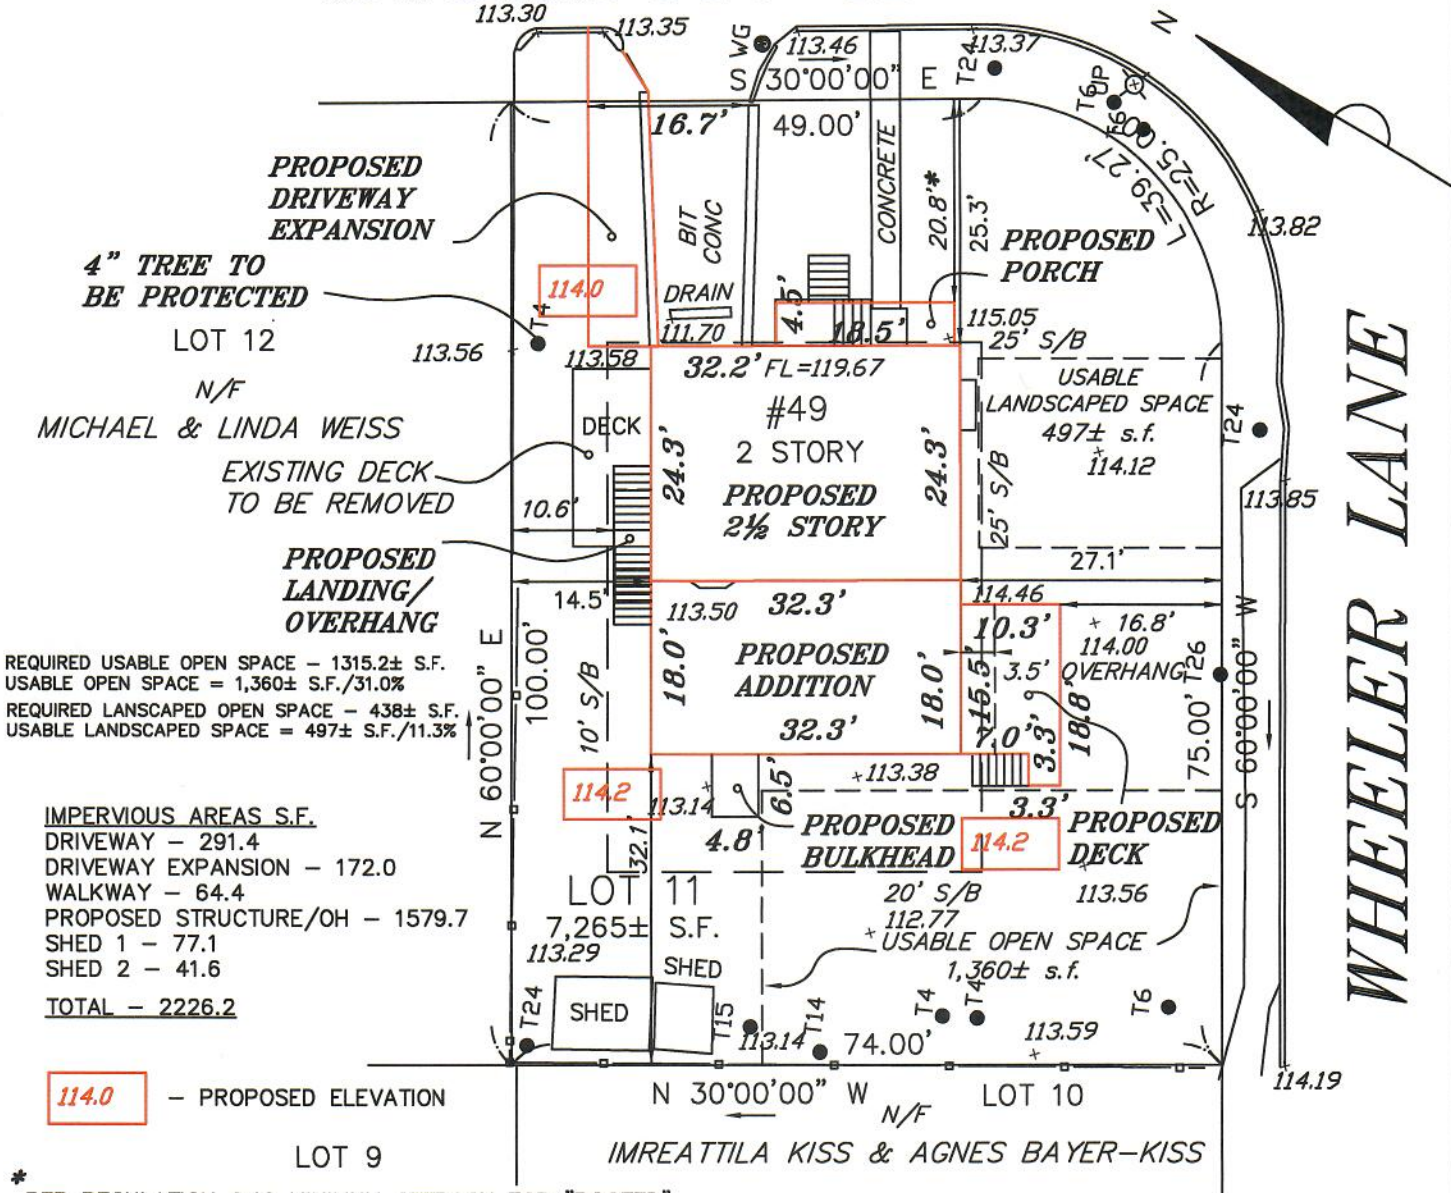 113.30
113.35
WG
113.46
113.37
T24
S 30°00'00" E
UP
T6
N
16.7'
49.00'
L=39.27'
R=25.00'
PROPOSED
DRIVEWAY
EXPANSION
BIT
CONC
CONCRETE
20.8'*
25.3'
113.82
PROPOSED
PORCH
4" TREE TO
BE PROTECTED
114.0
T4
DRAIN
4.5'
111.70
18.5'
115.05
25' S/B
LOT 12
113.56
113.58
32.2'
FL=119.67
N/F
MICHAEL & LINDA WEISS
DECK
#49
2 STORY
PROPOSED
2½ STORY
24.3'
24.3'
USABLE
LANDSCAPED SPACE
497± s.f.
114.12
25' S/B
T24
113.85
EXISTING DECK
TO BE REMOVED
10.6'
27.1'
PROPOSED
LANDING/
OVERHANG
14.5'
113.50
32.3'
114.46
10.3'
16.8'
114.00
3.5'
OVERHANG
T26
WHEELER LANE
REQUIRED USABLE OPEN SPACE – 1315.2± S.F.
USABLE OPEN SPACE = 1,360± S.F./31.0%
REQUIRED LANSCAPED OPEN SPACE – 438± S.F.
USABLE LANDSCAPED SPACE = 497± S.F./11.3%
N 60°00'00" E
100.00'
10' S/B
18.0'
PROPOSED
ADDITION
32.3'
18.0'
15.5'
7.0'
3.3'
18.8'
75.00'
S 60°00'00" W
114.2
113.14
6.5'
113.38
4.8'
32.1'
PROPOSED
BULKHEAD
3.3'
114.2
PROPOSED
DECK
113.56
IMPERVIOUS AREAS S.F.
DRIVEWAY – 291.4
DRIVEWAY EXPANSION – 172.0
WALKWAY – 64.4
PROPOSED STRUCTURE/OH – 1579.7
SHED 1 – 77.1
SHED 2 – 41.6
TOTAL – 2226.2
LOT 11
7,265± S.F.
20' S/B
112.77
USABLE OPEN SPACE
1,360± s.f.
113.29
SHED
SHED
T24
T15
113.14
T14
74.00'
T4
T4
113.59
T6
114.19
114.0 – PROPOSED ELEVATION
N 30°00'00" W
LOT 10
N/F
IMREATTILA KISS & AGNES BAYER–KISS
LOT 9
*